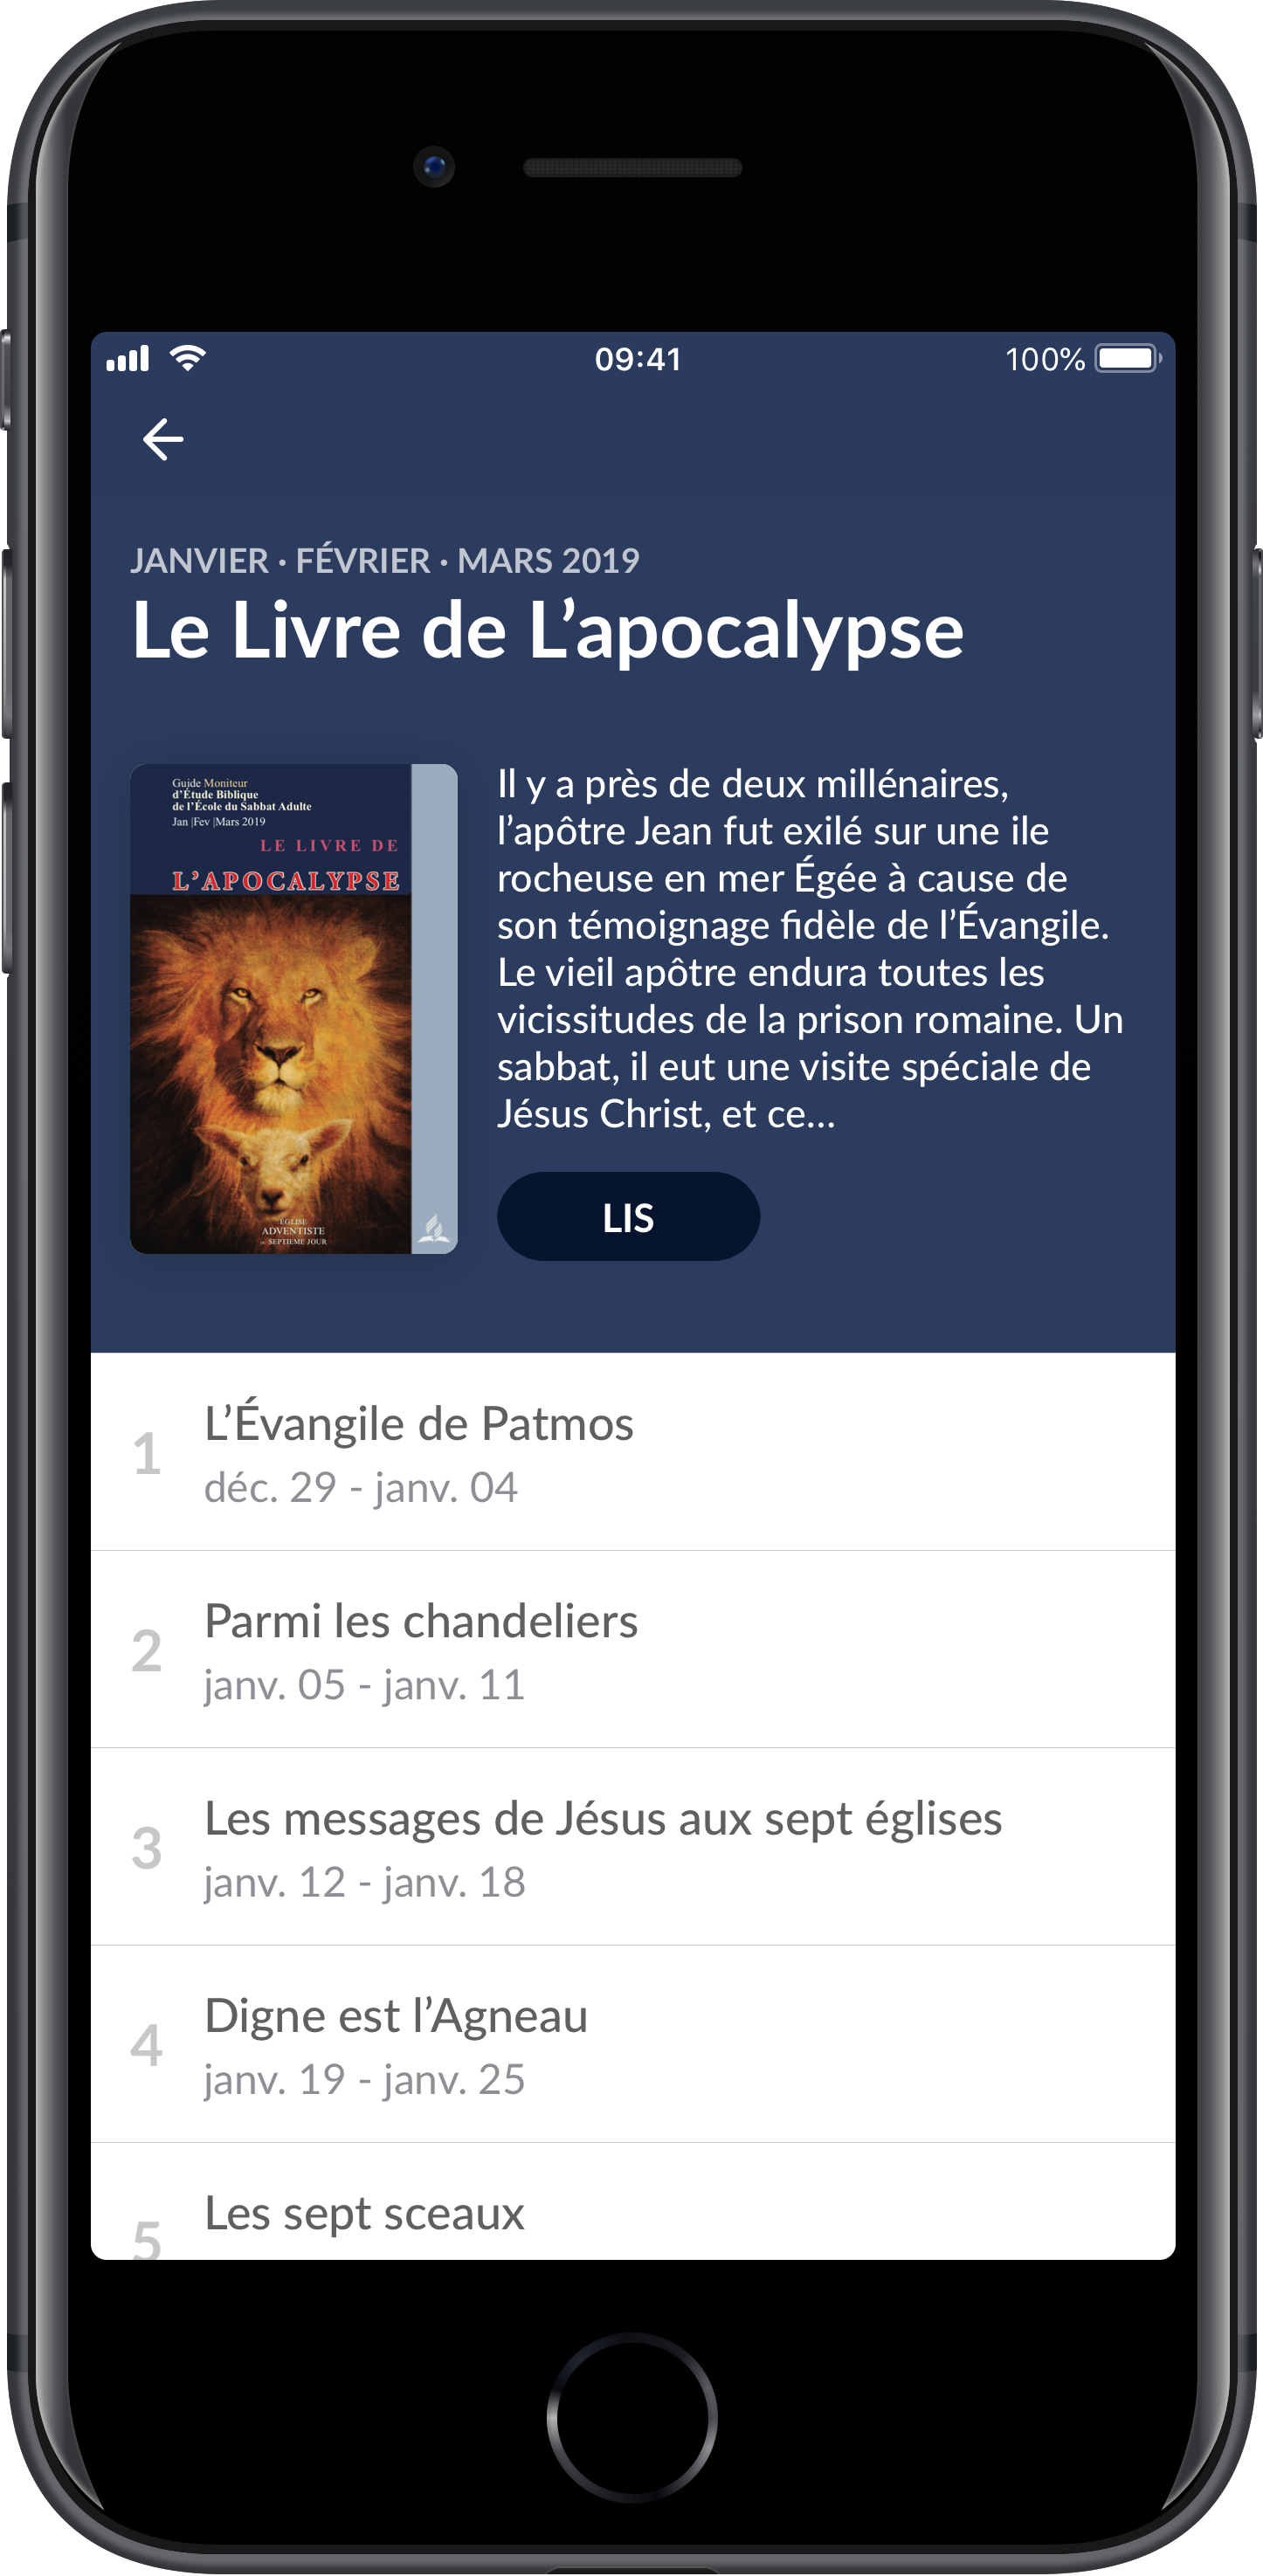 09:41
100%
JANVIER · FÉVRIER · MARS 2019
Le Livre de L’apocalypse
Guide Moniteur
d’Étude Biblique
de l’École du Sabbat Adulte
Jan |Fev |Mars 2019
LE LIVRE DE
L’APOCALYPSE
ÉGLISE
ADVENTISTE
DU SEPTIEME JOUR
Il y a près de deux millénaires,
l’apôtre Jean fut exilé sur une ile
rocheuse en mer Égée à cause de
son témoignage fidèle de l’Évangile.
Le vieil apôtre endura toutes les
vicissitudes de la prison romaine. Un
sabbat, il eut une visite spéciale de
Jésus Christ, et ce...
LIS
1
L’Évangile de Patmos
déc. 29 - janv. 04
2
Parmi les chandeliers
janv. 05 - janv. 11
3
Les messages de Jésus aux sept églises
janv. 12 - janv. 18
4
Digne est l’Agneau
janv. 19 - janv. 25
5
Les sept sceaux